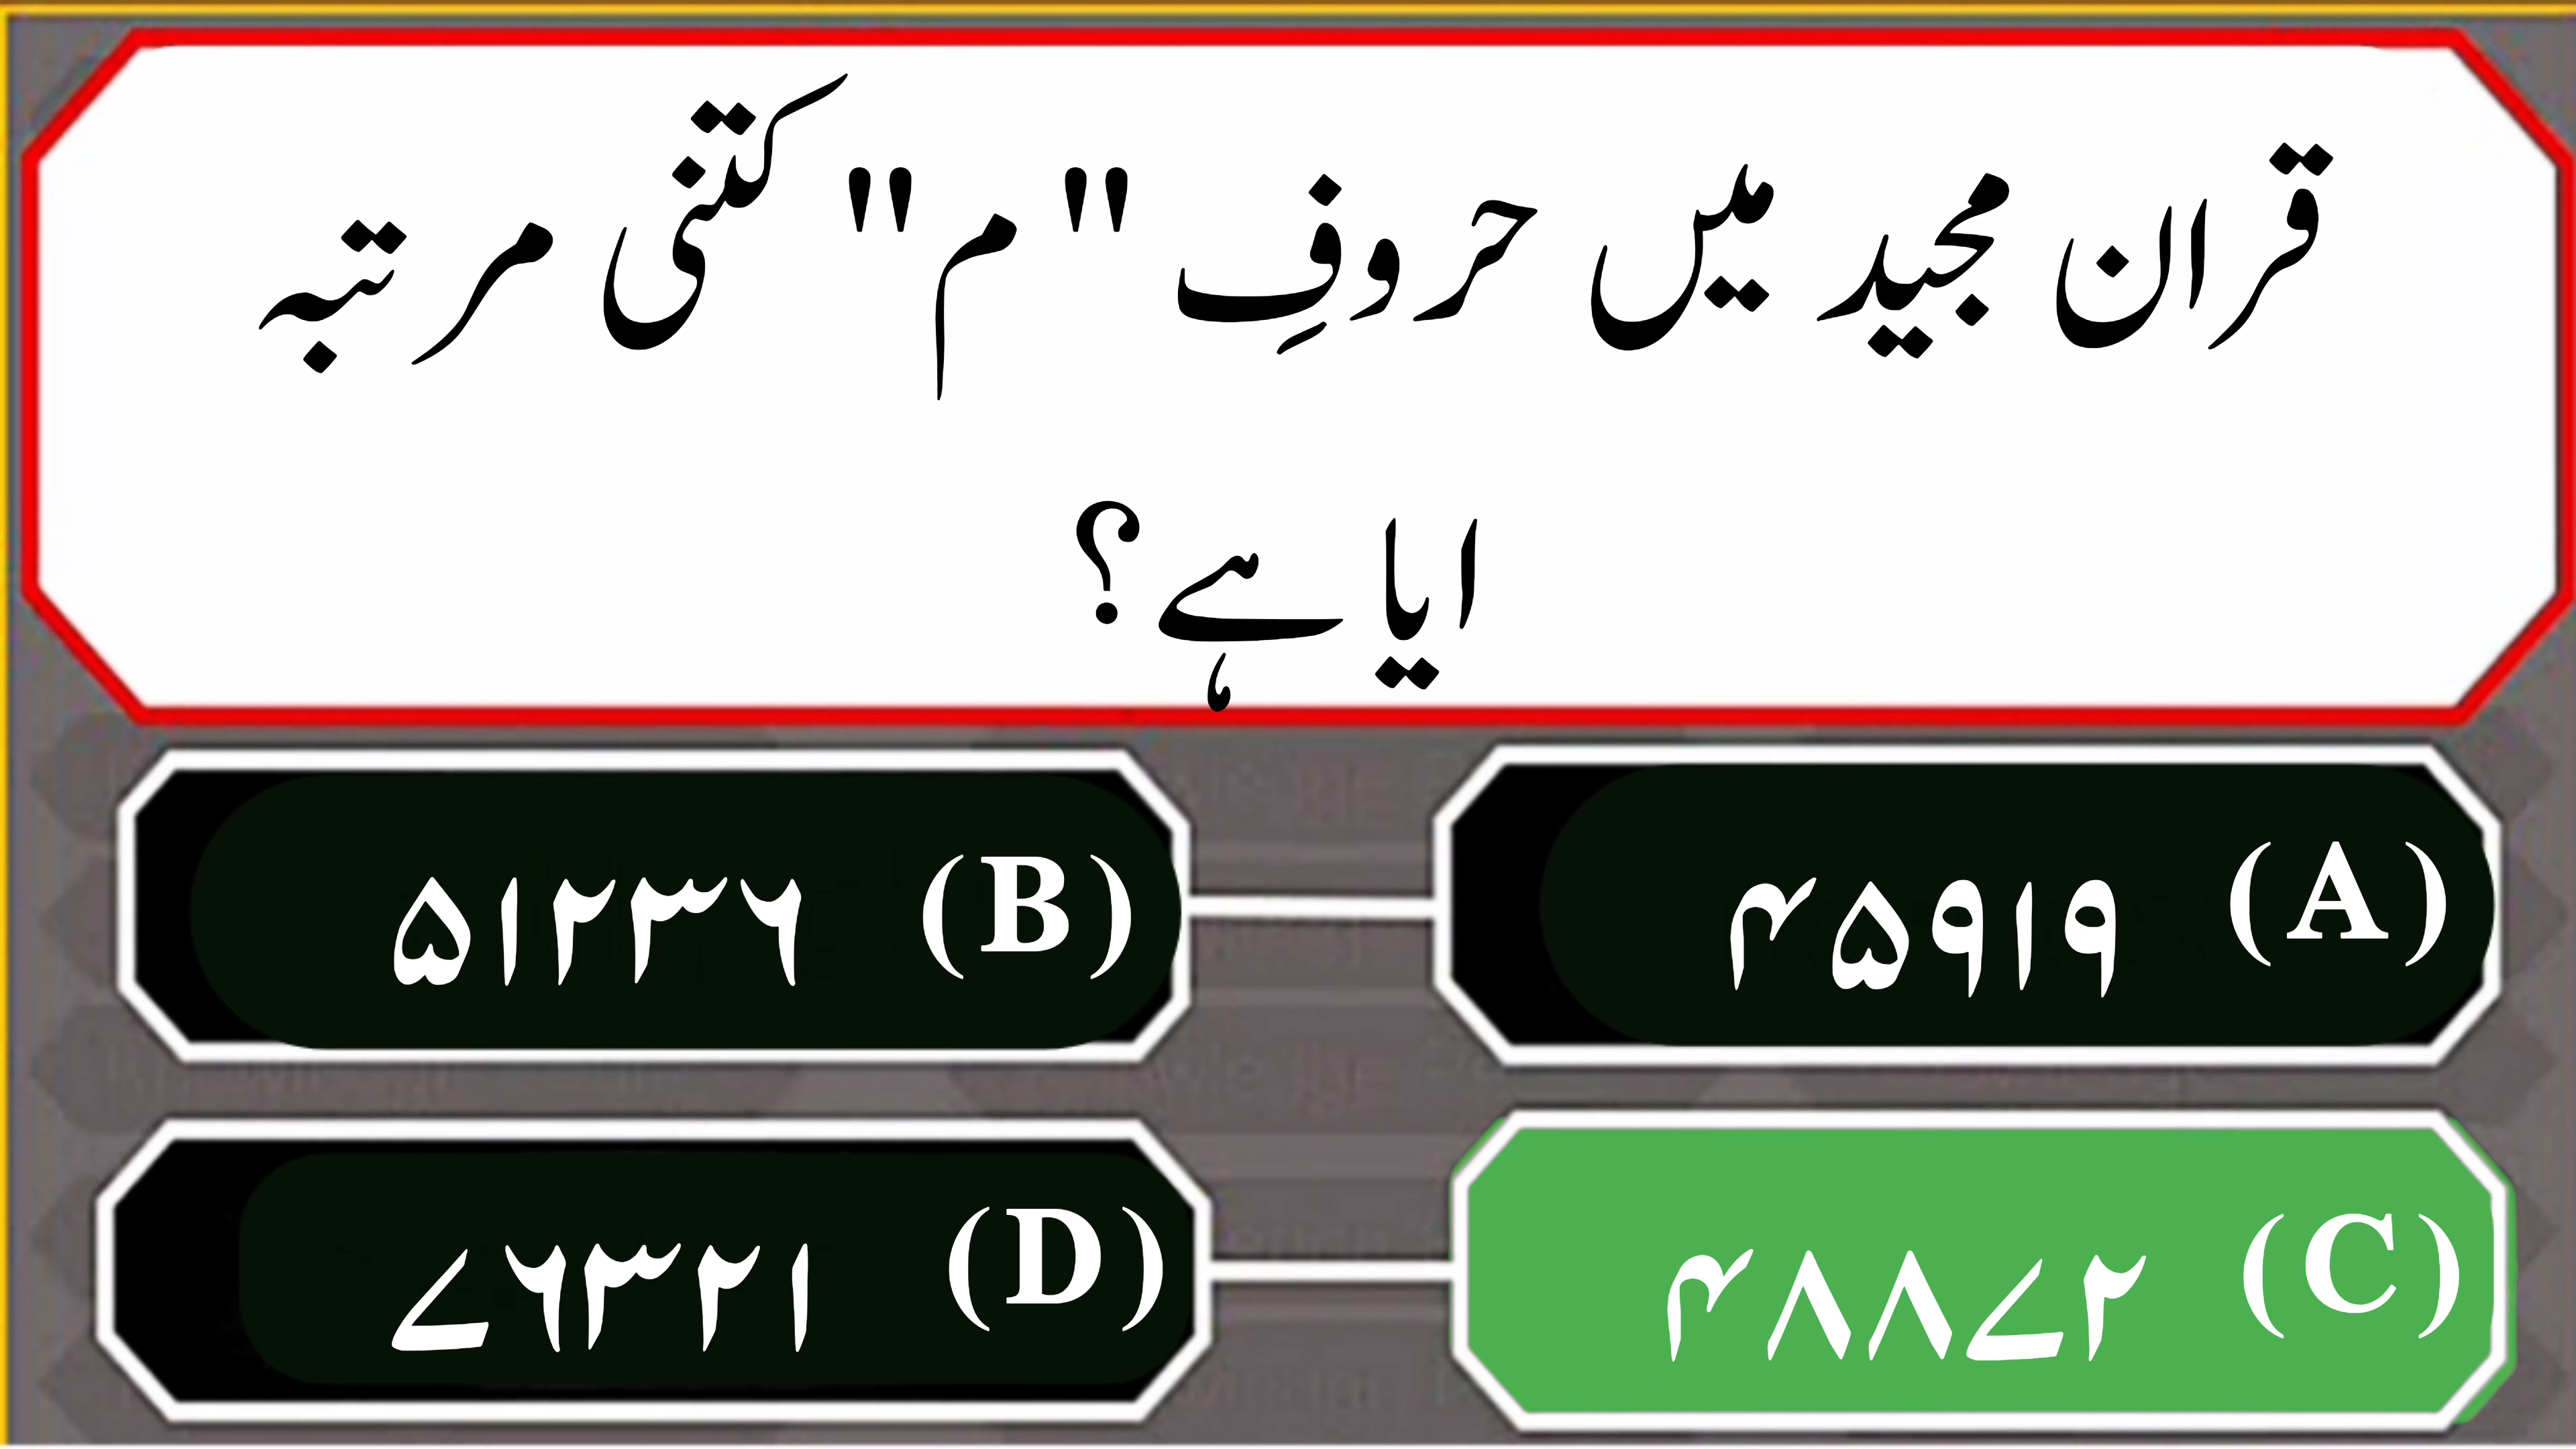 قران مجید میں حروفِ "م" کتنی مرتبہ
ایا ہے؟
(A) ۴۵۹۱۹
(B) ۵۱۲۳۶
(C) ۴۸۸۷۲
(D) ۷۶۳۲۱